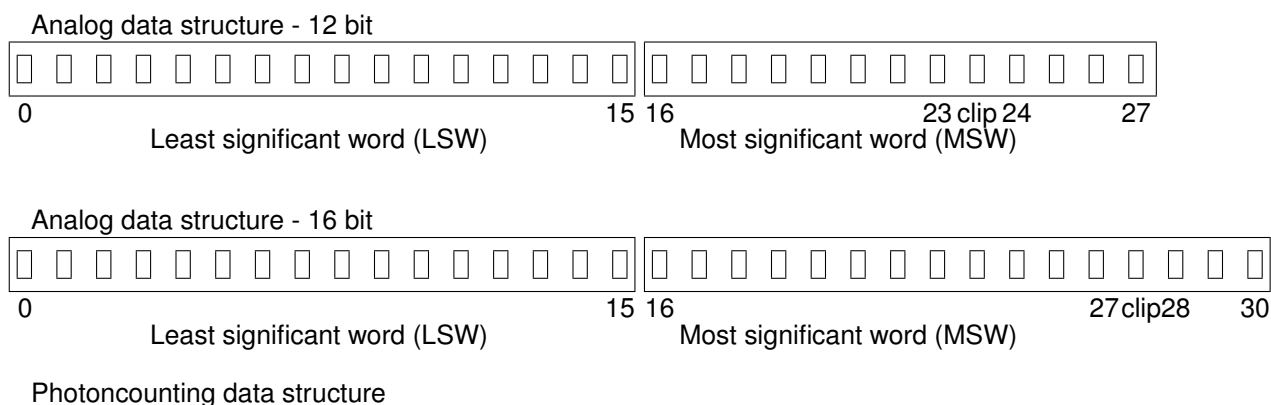 Analog data structure - 12 bit
0 15 16 23 clip 24 27
Least significant word (LSW) Most significant word (MSW)
Analog data structure - 16 bit
0 15 16 27 clip 28 30
Least significant word (LSW) Most significant word (MSW)
Photoncounting data structure